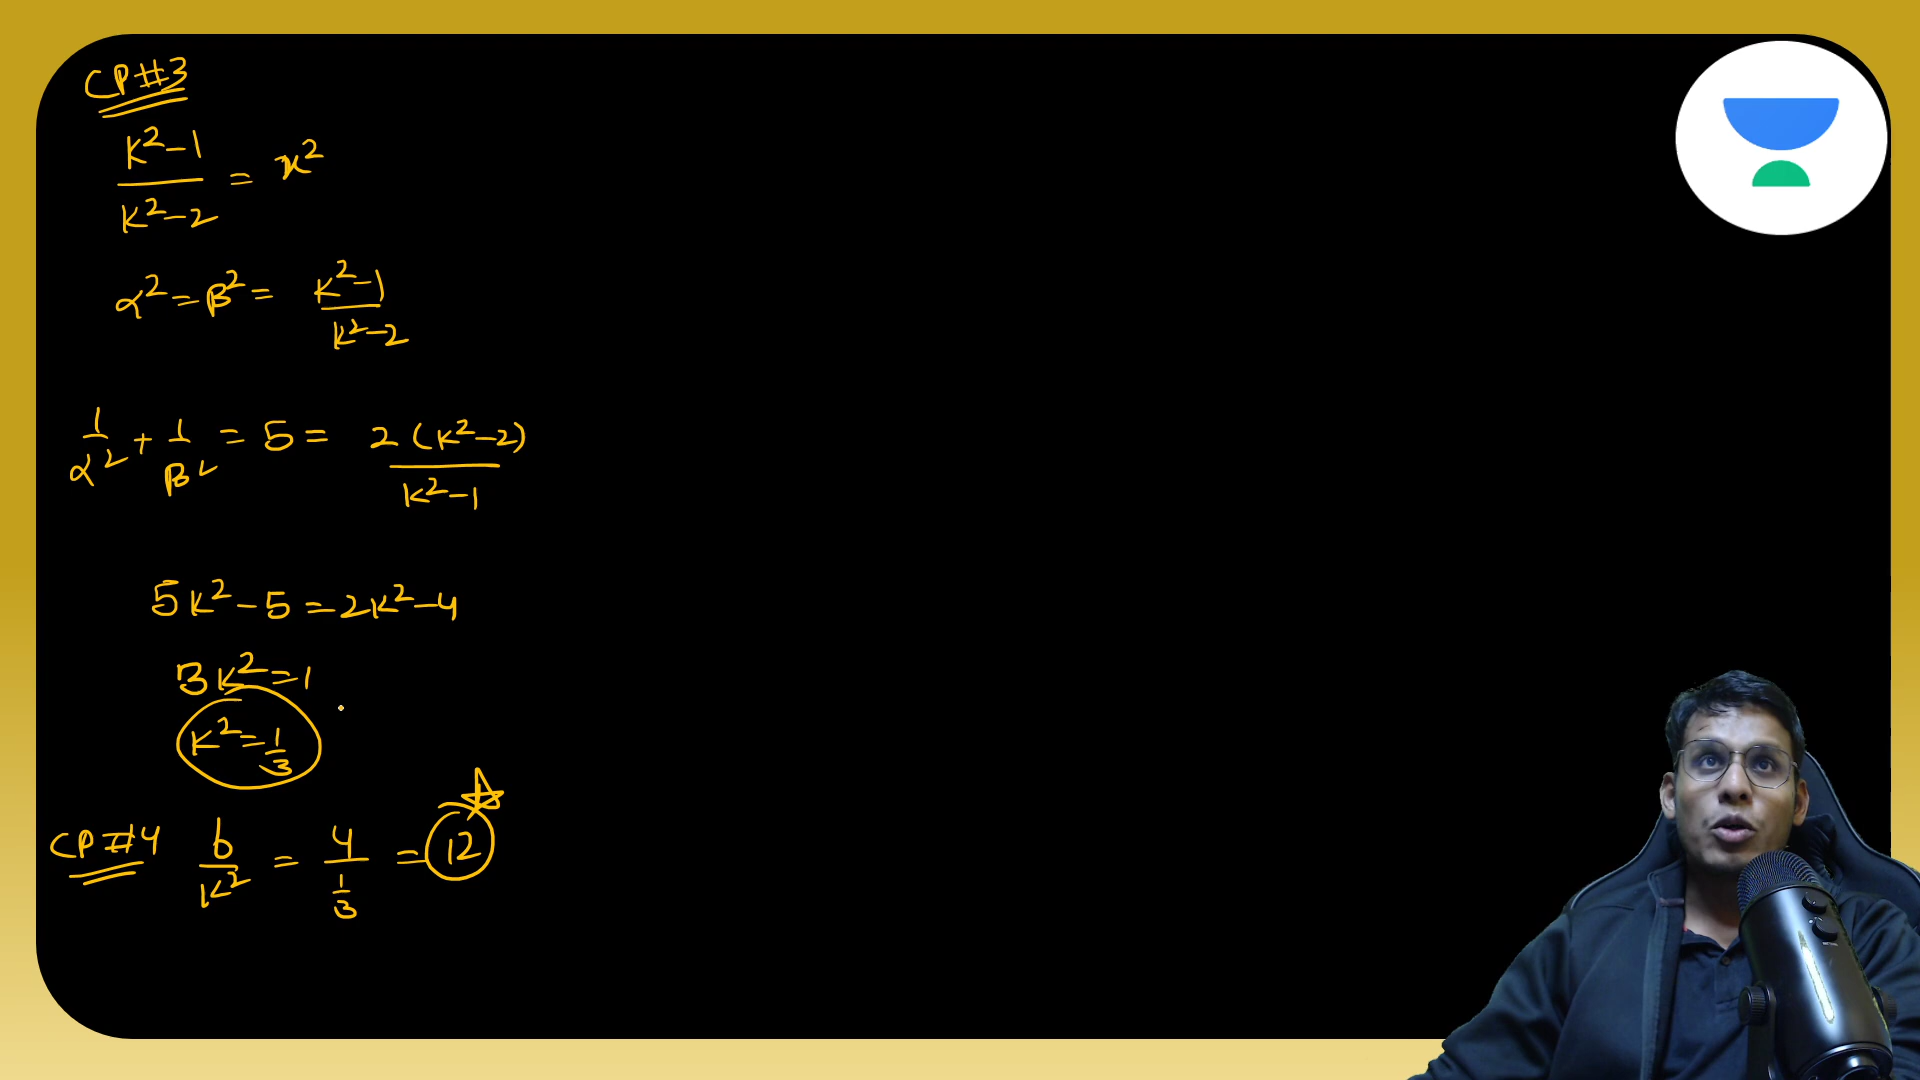 CP#3
K²-1 / K²-2 = x²
α² = β² = K²-1 / K²-2
1/α² + 1/β² = 5 = 2(K²-2) / K²-1
5K²-5=2K²-4
3K²=1
K²=1/3
CP#4 b/K² = 4 / 1/3 = 12